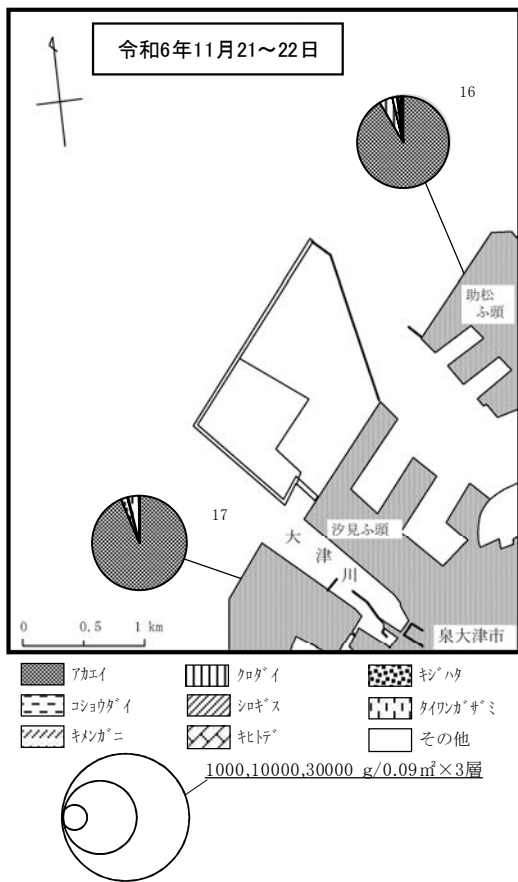 令和6年11月21～22日
16
助松
ふ頭
17
汐見ふ頭
大津川
0 0.5 1 km
泉大津市
ｱｶｴｲ ｸﾛﾀﾞｲ ｷｼﾞﾊﾀ
ｺｼｮｳﾀﾞｲ ｼﾛｷﾞｽ ﾀｲﾜﾝｶﾞｻﾞﾐ
ｷﾒﾝｶﾞﾆ ｷﾋﾄﾃﾞ その他
1000,10000,30000 g/0.09㎡×3層